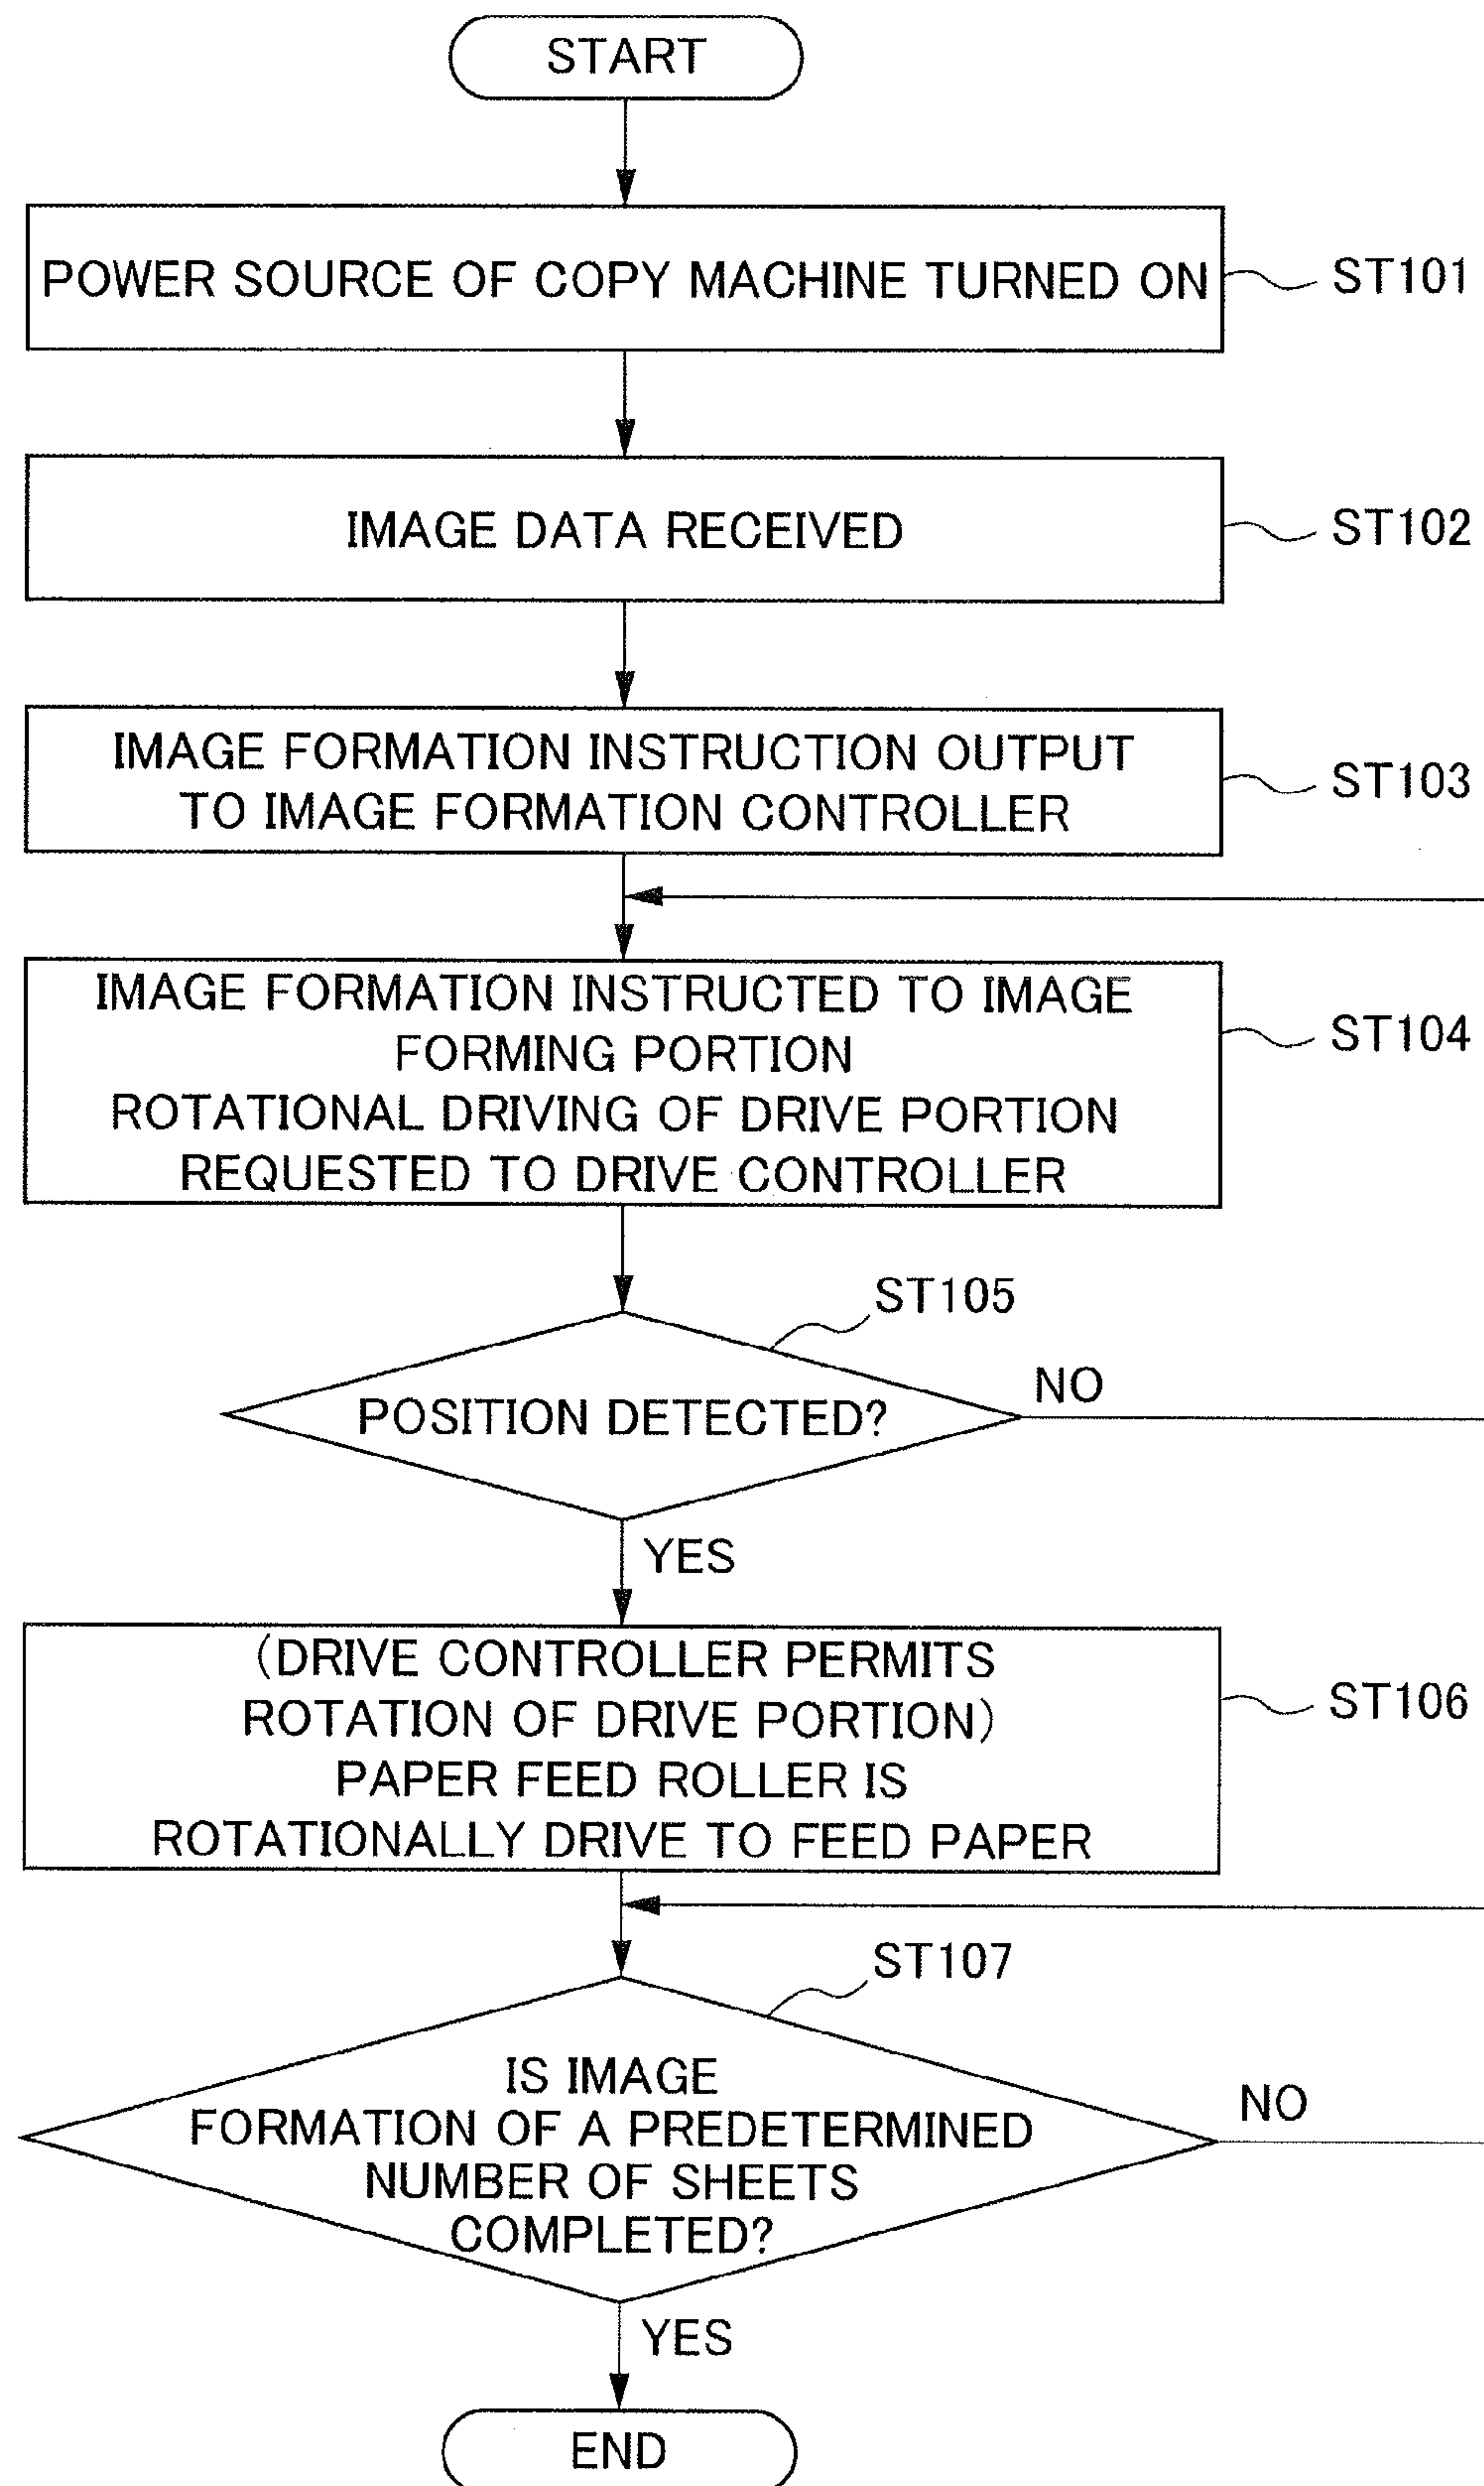 START
POWER SOURCE OF COPY MACHINE TURNED ON
ST101
IMAGE DATA RECEIVED
ST102
IMAGE FORMATION INSTRUCTION OUTPUT
TO IMAGE FORMATION CONTROLLER
ST103
IMAGE FORMATION INSTRUCTED TO IMAGE
FORMING PORTION
ROTATIONAL DRIVING OF DRIVE PORTION
REQUESTED TO DRIVE CONTROLLER
ST104
ST105
POSITION DETECTED?
NO
YES
(DRIVE CONTROLLER PERMITS
ROTATION OF DRIVE PORTION)
PAPER FEED ROLLER IS
ROTATIONALLY DRIVE TO FEED PAPER
ST106
ST107
IS IMAGE
FORMATION OF A PREDETERMINED
NUMBER OF SHEETS
COMPLETED?
NO
YES
END